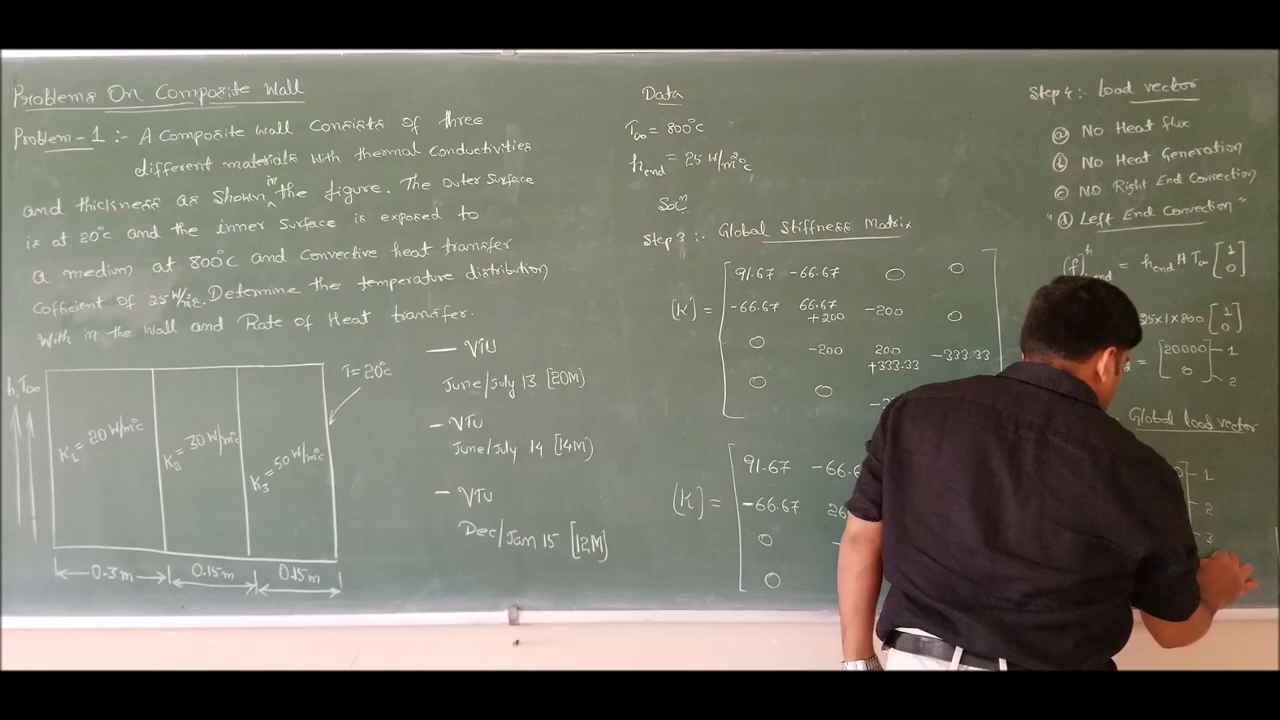 Problems On Composite Wall
Problem-1 :- A Composite Wall Consists of three
different materials with thermal Conductivities
and thickness as shown in the figure. The outer surface
is at 20°c and the inner Surface is exposed to
a medium at 800°c and Convective heat transfer
Cofficient of 25 W/m²c. Determine the temperature distribution
With in the Wall and Rate of Heat transfer.
h, T∞
T=20°c
K₁=20 W/m°c
K₂=30 W/m°c
K₃=50 W/m°c
0.3m
0.15m
0.15m
— VTU
June/July 13 [20M]
— VTU
June/July 14 [14M]
— VTU
Dec/Jan 15 [12M]
Data
T∞ = 800°c
h end = 25 W/m²°c
Sol^n
Step 3 :- Global Stiffness Matrix
[K] =
91.67 -66.67 0 0
-66.67 66.67 +200 -200 0
0 -200 200 +333.33 -333.33
0 0
[K] =
91.67
-66.67
0
0
Step 4 :- Load vector
(a) No Heat flux
(b) No Heat Generation
(c) NO Right End Convection
"(d) Left End Convection"
{f}^h end = h end A T∞ [1 0]
25x1x800 [1 0]
= [20000 0] 1 2
Global load vector
1
2
3